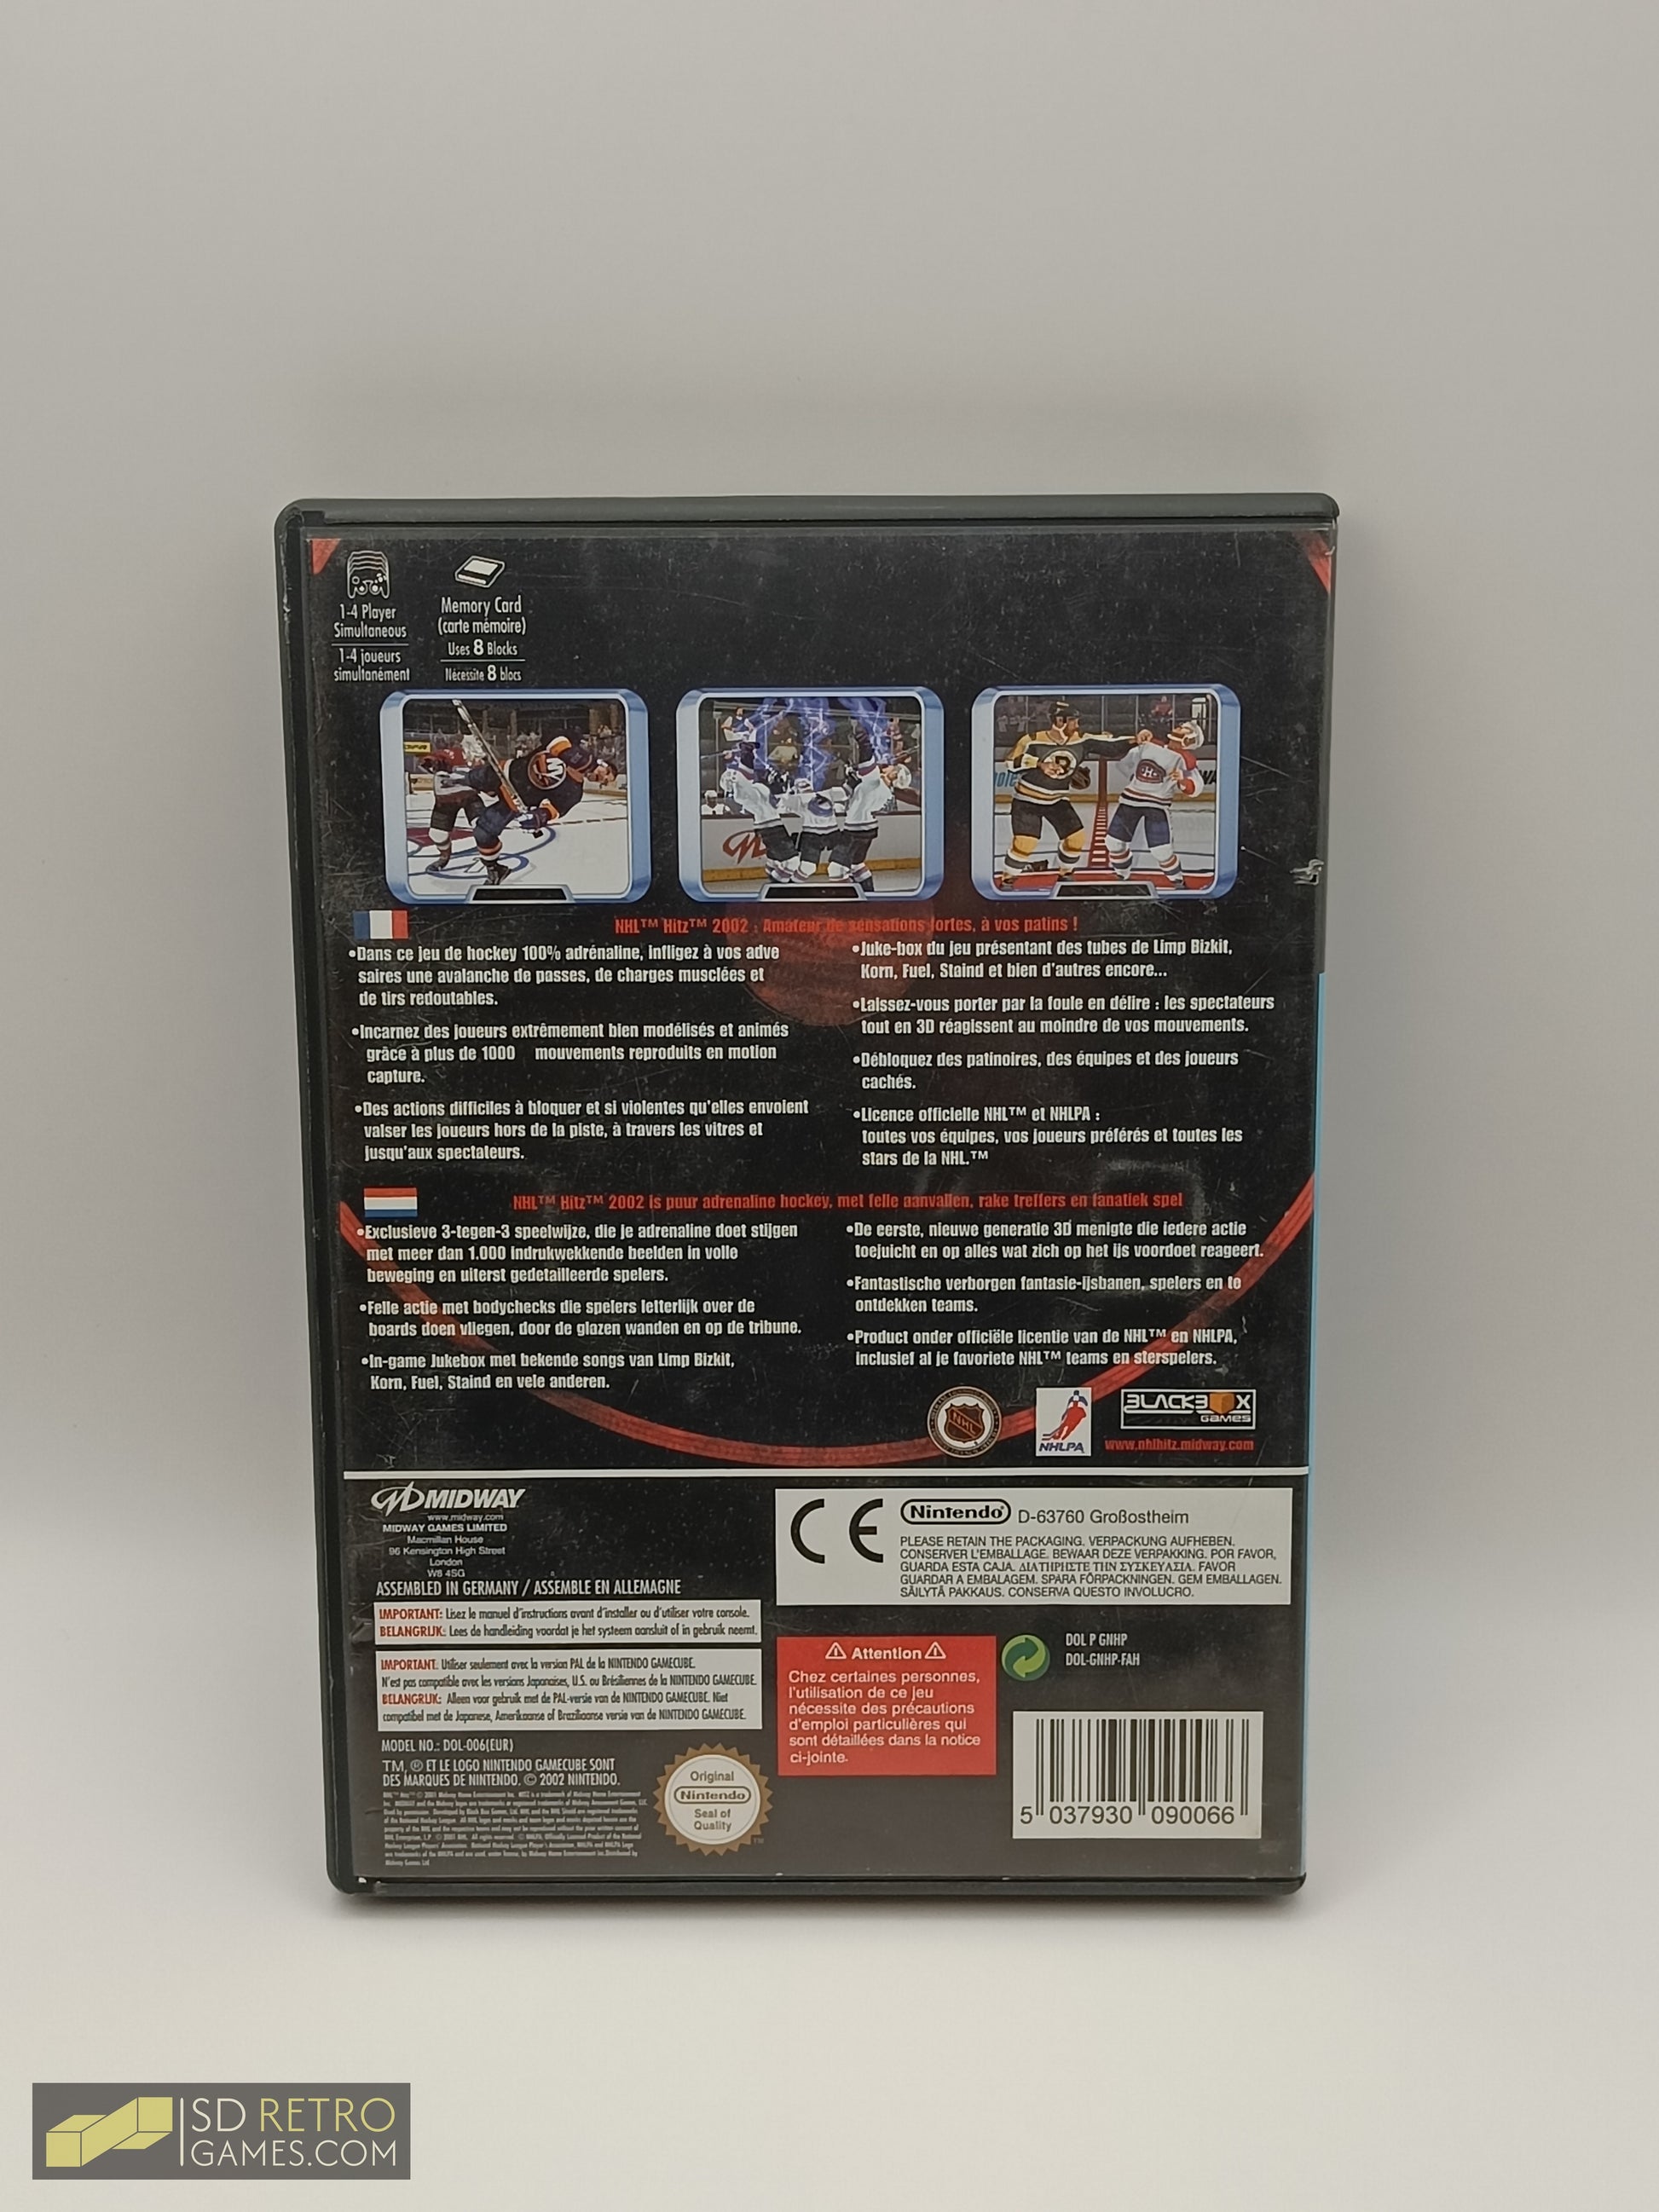 1-4 Player
Simultaneous
1-4 joueurs
simultanément
Memory Card
(carte mémoire)
Uses 8 Blocks
Nécessite 8 blocs
NHL™ Hitz™ 2002 : Amateur de sensations fortes, à vos patins !
•Dans ce jeu de hockey 100% adrénaline, infligez à vos adve
saires une avalanche de passes, de charges musclées et
de tirs redoutables.
•Incarnez des joueurs extrêmement bien modélisés et animés
grâce à plus de 1000 mouvements reproduits en motion
capture.
•Des actions difficiles à bloquer et si violentes qu'elles envoient
valser les joueurs hors de la piste, à travers les vitres et
jusqu'aux spectateurs.
•Juke-box du jeu présentant des tubes de Limp Bizkit,
Korn, Fuel, Staind et bien d'autres encore...
•Laissez-vous porter par la foule en délire : les spectateurs
tout en 3D réagissent au moindre de vos mouvements.
•Débloquez des patinoires, des équipes et des joueurs
cachés.
•Licence officielle NHL™ et NHLPA :
toutes vos équipes, vos joueurs préférés et toutes les
stars de la NHL.™
NHL™ Hitz™ 2002 is puur adrenaline hockey, met felle aanvallen, rake treffers en fanatiek spel
•Exclusieve 3-tegen-3 speelwijze, die je adrenaline doet stijgen
met meer dan 1.000 indrukwekkende beelden in volle
beweging en uiterst gedetailleerde spelers.
•Felle actie met bodychecks die spelers letterlijk over de
boards doen vliegen, door de glazen wanden en op de tribune.
•In-game Jukebox met bekende songs van Limp Bizkit,
Korn, Fuel, Staind en vele anderen.
•De eerste, nieuwe generatie 3D menigte die iedere actie
toejuicht en op alles wat zich op het ijs voordoet reageert.
•Fantastische verborgen fantasie-ijsbanen, spelers en te
ontdekken teams.
•Product onder officiële licentie van de NHL™ en NHLPA,
inclusief al je favoriete NHL™ teams en sterspelers.
NHL
NHLPA
BLACKBOX
GAMES
www.nhlhitz.midway.com
MIDWAY
www.midway.com
MIDWAY GAMES LIMITED
Macmillan House
96 Kensington High Street
London
W8 4SG
ASSEMBLED IN GERMANY / ASSEMBLE EN ALLEMAGNE
IMPORTANT: Lisez le manuel d'instructions avant d'installer ou d'utiliser votre console.
BELANGRIJK: Lees de handleiding voordat je het systeem aansluit of in gebruik neemt.
IMPORTANT: Utiliser seulement avec la version PAL de la NINTENDO GAMECUBE.
N'est pas compatible avec les versions Japonaises, U.S. ou Brésiliennes de la NINTENDO GAMECUBE.
BELANGRIJK: Alleen voor gebruik met de PAL-versie van de NINTENDO GAMECUBE. Niet
compatibel met de Japanse, Amerikaanse of Braziliaanse versie van de NINTENDO GAMECUBE.
MODEL NO.: DOL-006(EUR)
TM, ® ET LE LOGO NINTENDO GAMECUBE SONT
DES MARQUES DE NINTENDO. © 2002 NINTENDO.
Original
Nintendo
Seal of
Quality
TM
CE
Nintendo® D-63760 Großostheim
PLEASE RETAIN THE PACKAGING. VERPACKUNG AUFHEBEN.
CONSERVER L'EMBALLAGE. BEWAAR DEZE VERPAKKING. POR FAVOR,
GUARDA ESTA CAJA. ΔΙΑΤΗΡΗΣΤΕ ΤΗΝ ΣΥΣΚΕΥΑΣΙΑ. FAVOR
GUARDAR A EMBALAGEM. SPARA FÖRPACKNINGEN. GEM EMBALLAGEN.
SÄILYTÄ PAKKAUS. CONSERVA QUESTO INVOLUCRO.
⚠ Attention ⚠
Chez certaines personnes,
l'utilisation de ce jeu
nécessite des précautions
d'emploi particulières qui
sont détaillées dans la notice
ci-jointe.
DOL P GNHP
DOL-GNHP-FAH
5 037930 090066
SD RETRO
GAMES.COM